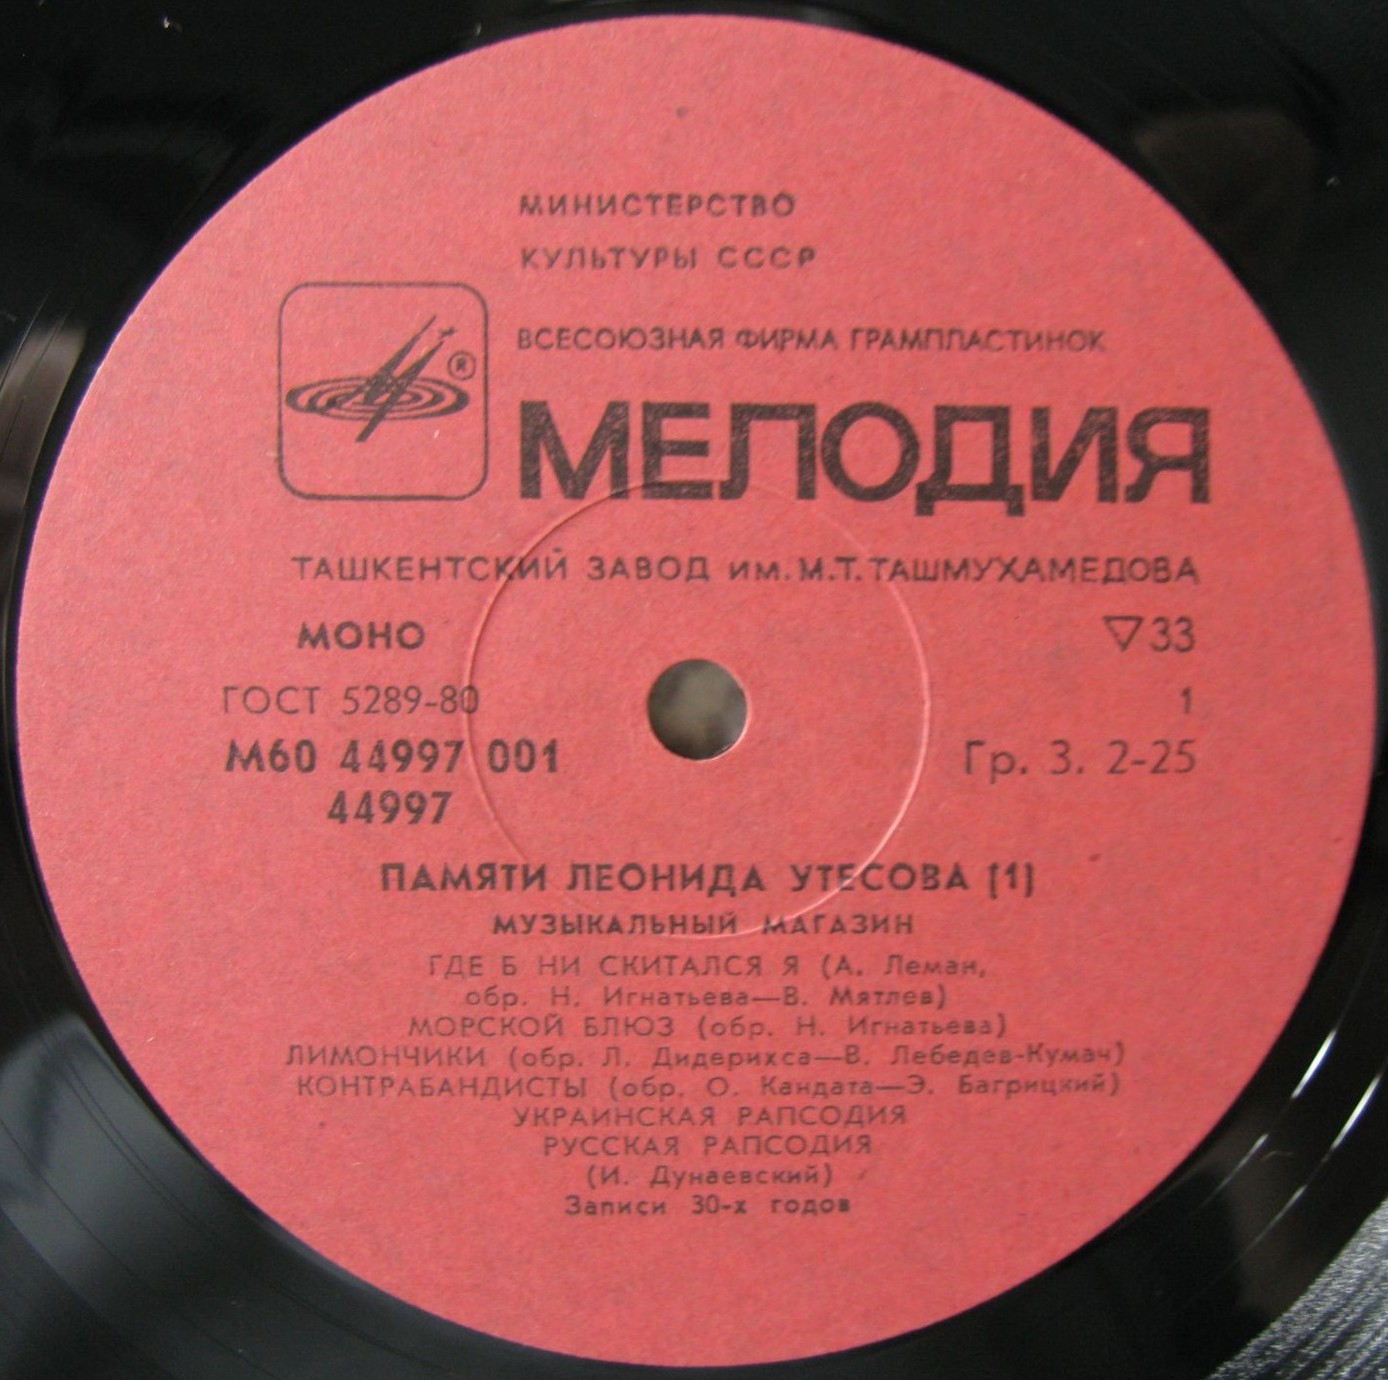 МИНИСТЕРСТВО
КУЛЬТУРЫ СССР
ВСЕСОЮЗНАЯ ФИРМА ГРАМПЛАСТИНОК
®
МЕЛОДИЯ
ТАШКЕНТСКИЙ ЗАВОД им. М.Т. ТАШМУХАМЕДОВА
МОНО ▽33
ГОСТ 5289-80 1
М60 44997 001 Гр. 3. 2-25
44997
ПАМЯТИ ЛЕОНИДА УТЕСОВА (1)
МУЗЫКАЛЬНЫЙ МАГАЗИН
ГДЕ Б НИ СКИТАЛСЯ Я (А. Леман,
обр. Н. Игнатьева—В. Мятлев)
МОРСКОЙ БЛЮЗ (обр. Н. Игнатьева)
ЛИМОНЧИКИ (обр. Л. Дидерихса—В. Лебедев-Кумач)
КОНТРАБАНДИСТЫ (обр. О. Кандата—Э. Багрицкий)
УКРАИНСКАЯ РАПСОДИЯ
РУССКАЯ РАПСОДИЯ
(И. Дунаевский)
Записи 30-х годов